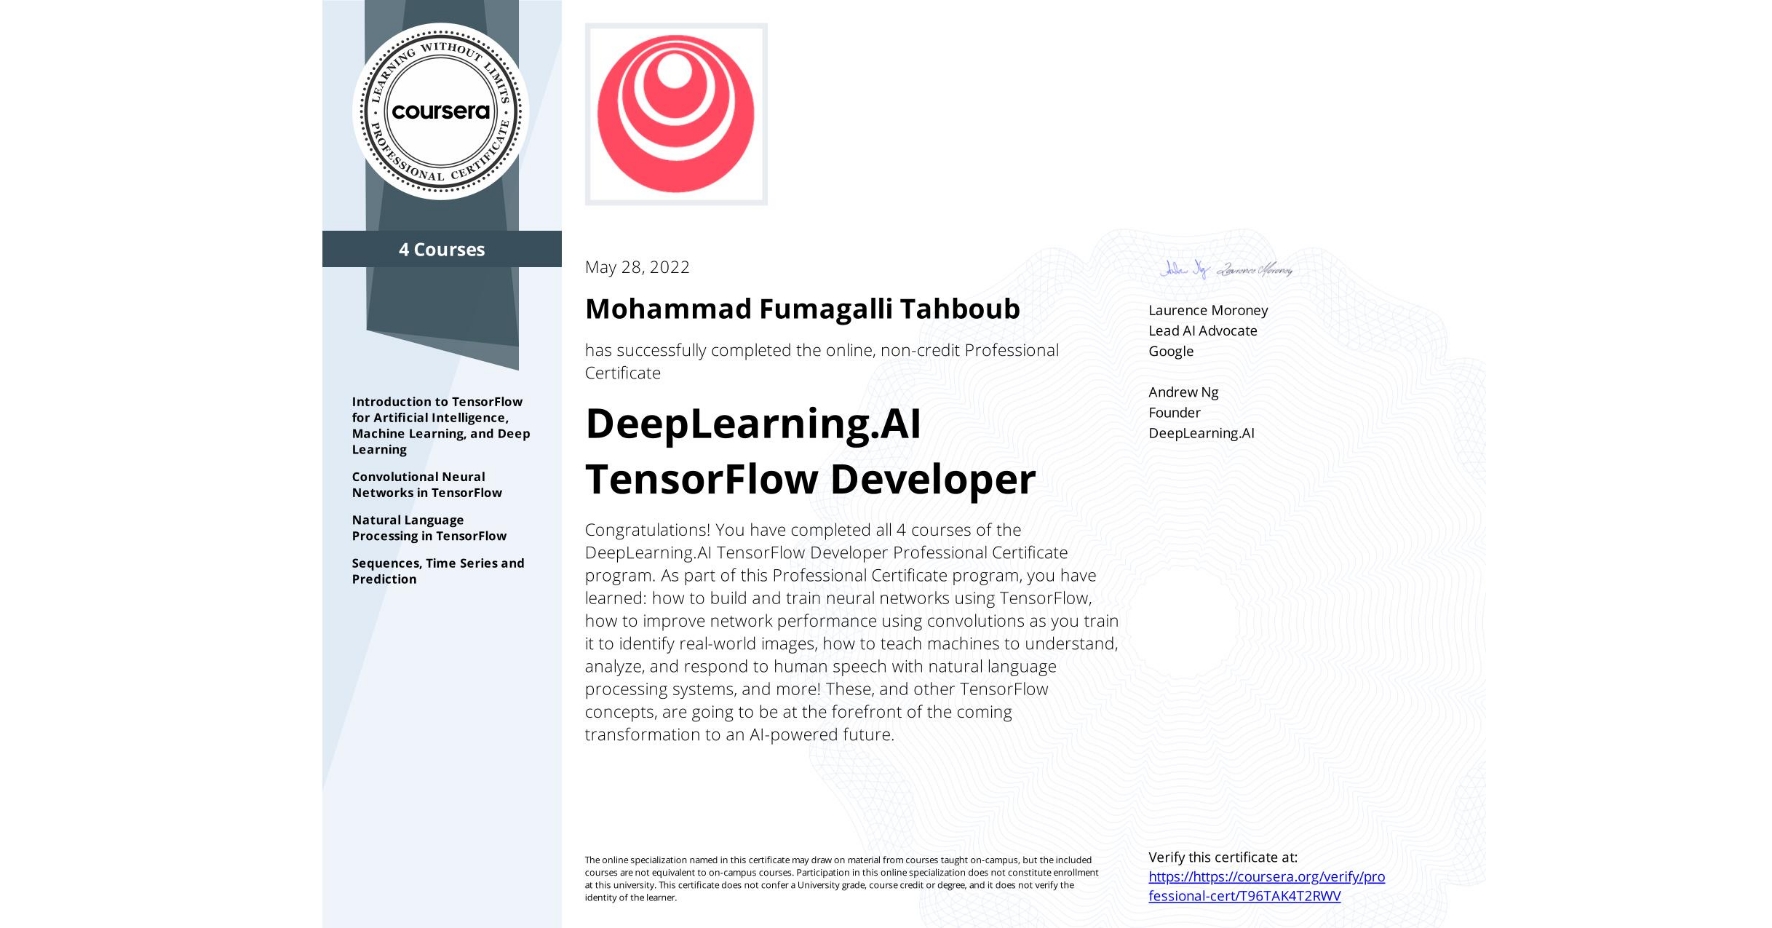 LEARNING WITHOUT LIMITS
coursera
PROFESSIONAL CERTIFICATE
4 Courses
Introduction to TensorFlow
for Artificial Intelligence,
Machine Learning, and Deep
Learning
Convolutional Neural
Networks in TensorFlow
Natural Language
Processing in TensorFlow
Sequences, Time Series and
Prediction
May 28, 2022
Mohammad Fumagalli Tahboub
has successfully completed the online, non-credit Professional
Certificate
DeepLearning.AI
TensorFlow Developer
Congratulations! You have completed all 4 courses of the
DeepLearning.AI TensorFlow Developer Professional Certificate
program. As part of this Professional Certificate program, you have
learned: how to build and train neural networks using TensorFlow,
how to improve network performance using convolutions as you train
it to identify real-world images, how to teach machines to understand,
analyze, and respond to human speech with natural language
processing systems, and more! These, and other TensorFlow
concepts, are going to be at the forefront of the coming
transformation to an AI-powered future.
Laurence Moroney
Laurence Moroney
Lead AI Advocate
Google
Andrew Ng
Founder
DeepLearning.AI
The online specialization named in this certificate may draw on material from courses taught on-campus, but the included
courses are not equivalent to on-campus courses. Participation in this online specialization does not constitute enrollment
at this university. This certificate does not confer a University grade, course credit or degree, and it does not verify the
identity of the learner.
Verify this certificate at:
https://https://coursera.org/verify/pro
fessional-cert/T96TAK4T2RWV